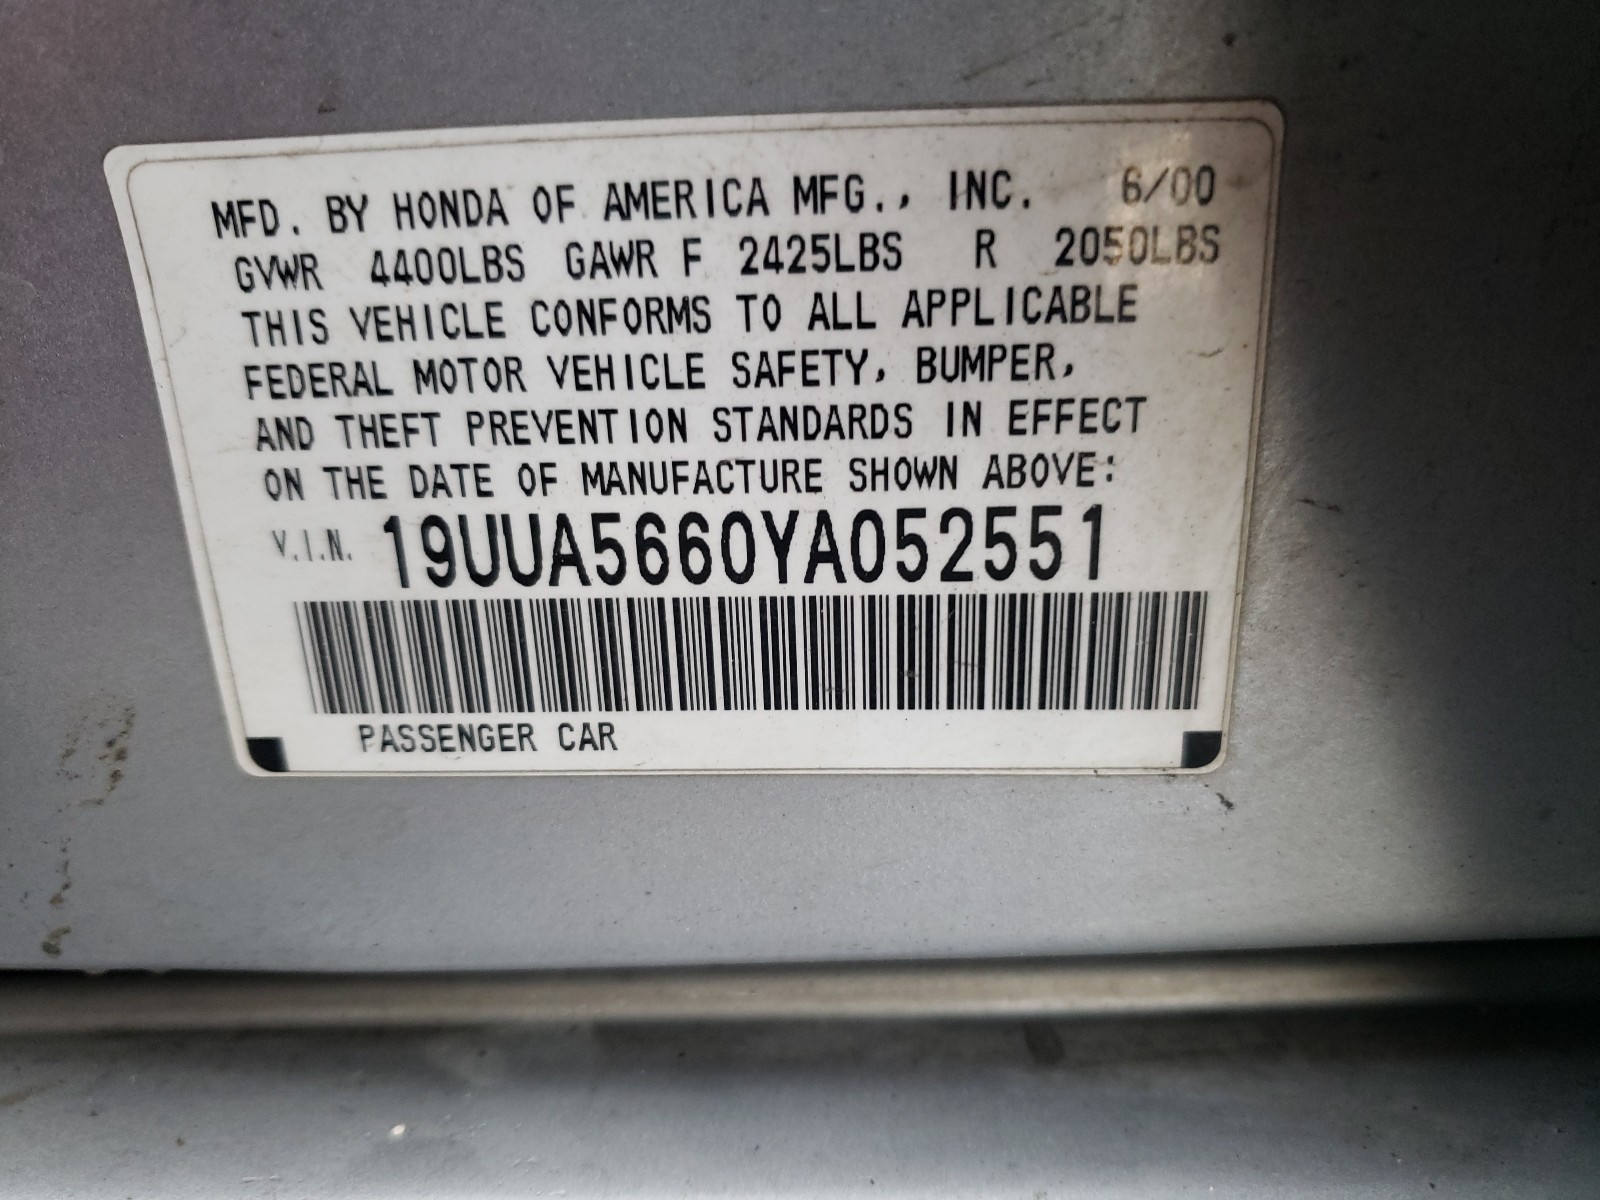 MFD. BY HONDA OF AMERICA MFG., INC. 6/00
GVWR 4400LBS GAWR F 2425LBS R 2050LBS
THIS VEHICLE CONFORMS TO ALL APPLICABLE
FEDERAL MOTOR VEHICLE SAFETY, BUMPER,
AND THEFT PREVENTION STANDARDS IN EFFECT
ON THE DATE OF MANUFACTURE SHOWN ABOVE:
V.I.N. 19UUA5660YA052551
PASSENGER CAR